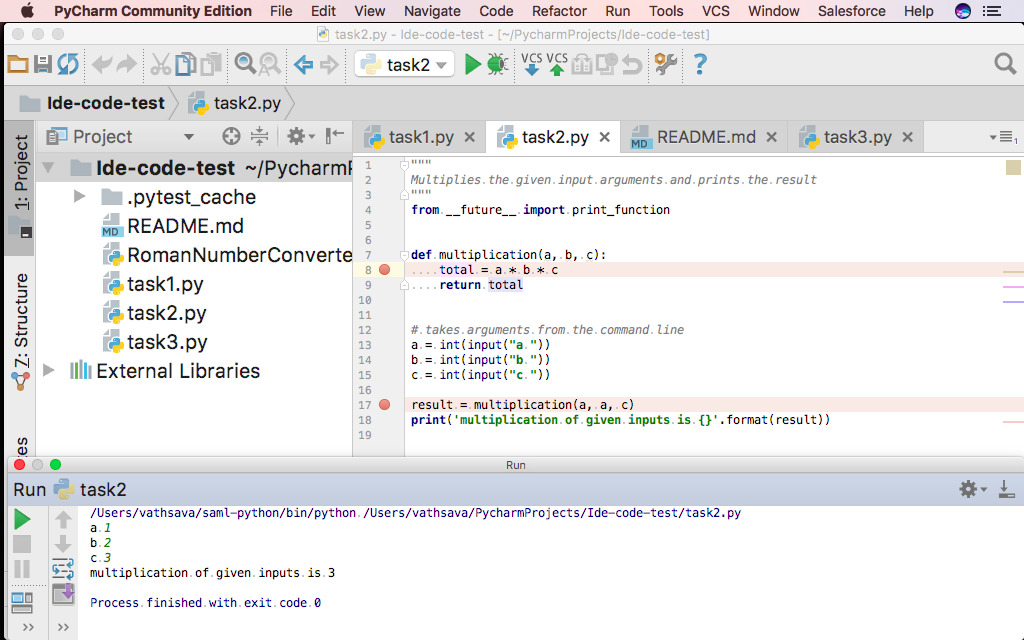 PyCharm Community Edition File Edit View Navigate Code Refactor Run Tools VCS Window Salesforce Help
task2.py - Ide-code-test - [~/PycharmProjects/Ide-code-test]
task2 VCS VCS ?
Ide-code-test task2.py
1: Project
Z: Structure
Project
Ide-code-test ~/PycharmP
.pytest_cache
MD README.md
RomanNumberConverte
task1.py
task2.py
task3.py
External Libraries
task1.py task2.py MD README.md task3.py
1 """
2 Multiplies the given input arguments and prints the result
3 """
4 from __future__ import print_function
5
6
7 def multiplication(a, b, c):
8 total = a * b * c
9 return total
10
11
12 # takes arguments from the command line
13 a = int(input("a "))
14 b = int(input("b "))
15 c = int(input("c "))
16
17 result = multiplication(a, a, c)
18 print('multiplication of given inputs is {}'.format(result))
19
Run
Run task2
/Users/vathsava/saml-python/bin/python /Users/vathsava/PycharmProjects/Ide-code-test/task2.py
a 1
b 2
c 3
multiplication of given inputs is 3
Process finished with exit code 0